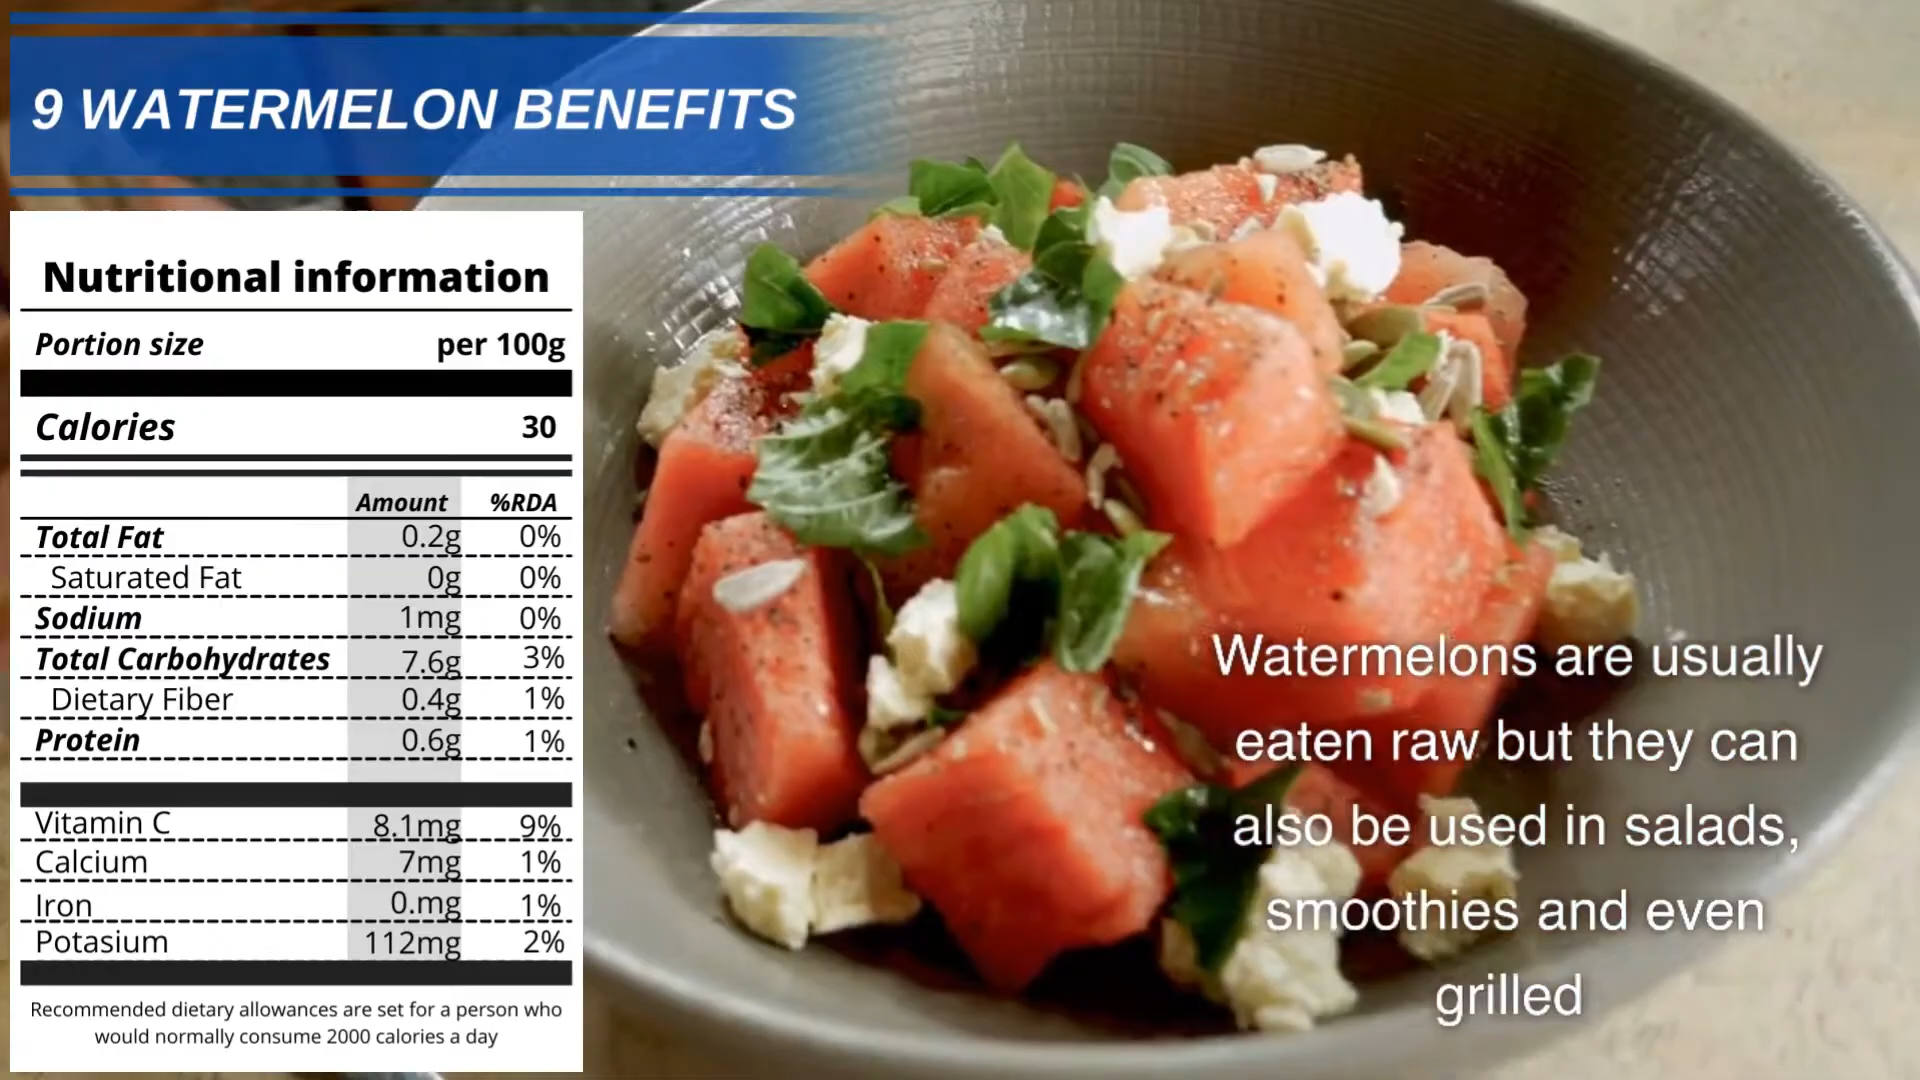 9 WATERMELON BENEFITS
Nutritional information
Portion size per 100g
Calories 30
Amount %RDA
Total Fat 0.2g 0%
Saturated Fat 0g 0%
Sodium 1mg 0%
Total Carbohydrates 7.6g 3%
Dietary Fiber 0.4g 1%
Protein 0.6g 1%
Vitamin C 8.1mg 9%
Calcium 7mg 1%
Iron 0.mg 1%
Potasium 112mg 2%
Recommended dietary allowances are set for a person who
would normally consume 2000 calories a day
Watermelons are usually
eaten raw but they can
also be used in salads,
smoothies and even
grilled